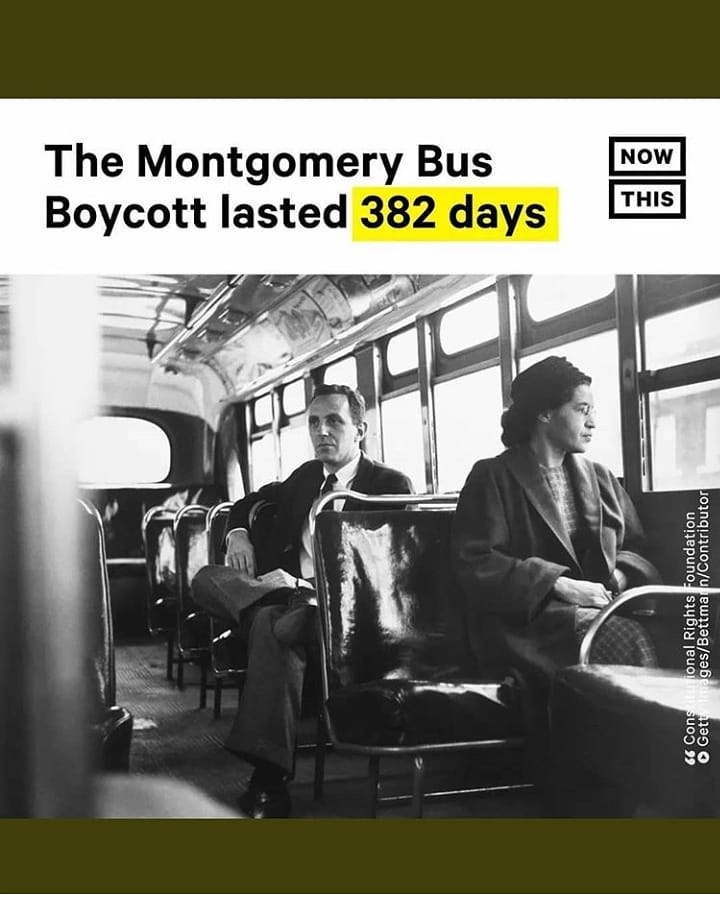 The Montgomery Bus
Boycott lasted 382 days
NOW
THIS
Constitutional Rights Foundation
Getty Images/Bettmann/Contributor